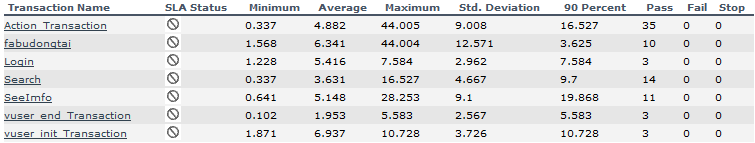 Transaction Name SLA Status Minimum Average Maximum Std. Deviation 90 Percent Pass Fail Stop
Action_Transaction 0.337 4.882 44.005 9.008 16.527 35 0 0
fabudongtai 1.568 6.341 44.004 12.571 3.625 10 0 0
Login 1.228 5.416 7.584 2.962 7.584 3 0 0
Search 0.337 3.631 16.527 4.667 9.7 14 0 0
SeeImfo 0.641 5.148 28.253 9.1 19.868 11 0 0
vuser_end_Transaction 0.102 1.953 5.583 2.567 5.583 3 0 0
vuser_init_Transaction 1.871 6.937 10.728 3.726 10.728 3 0 0